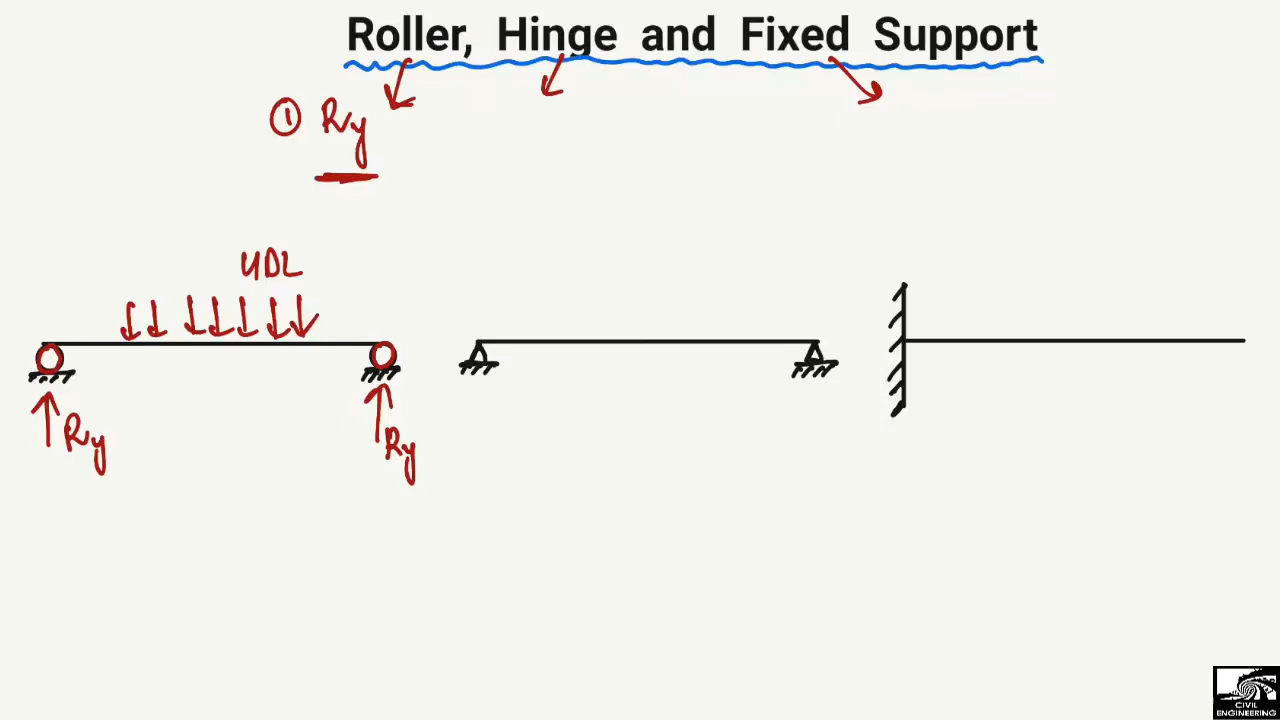 Roller, Hinge and Fixed Support
① Ry
UDL
Ry
Ry
CIVIL
ENGINEERING